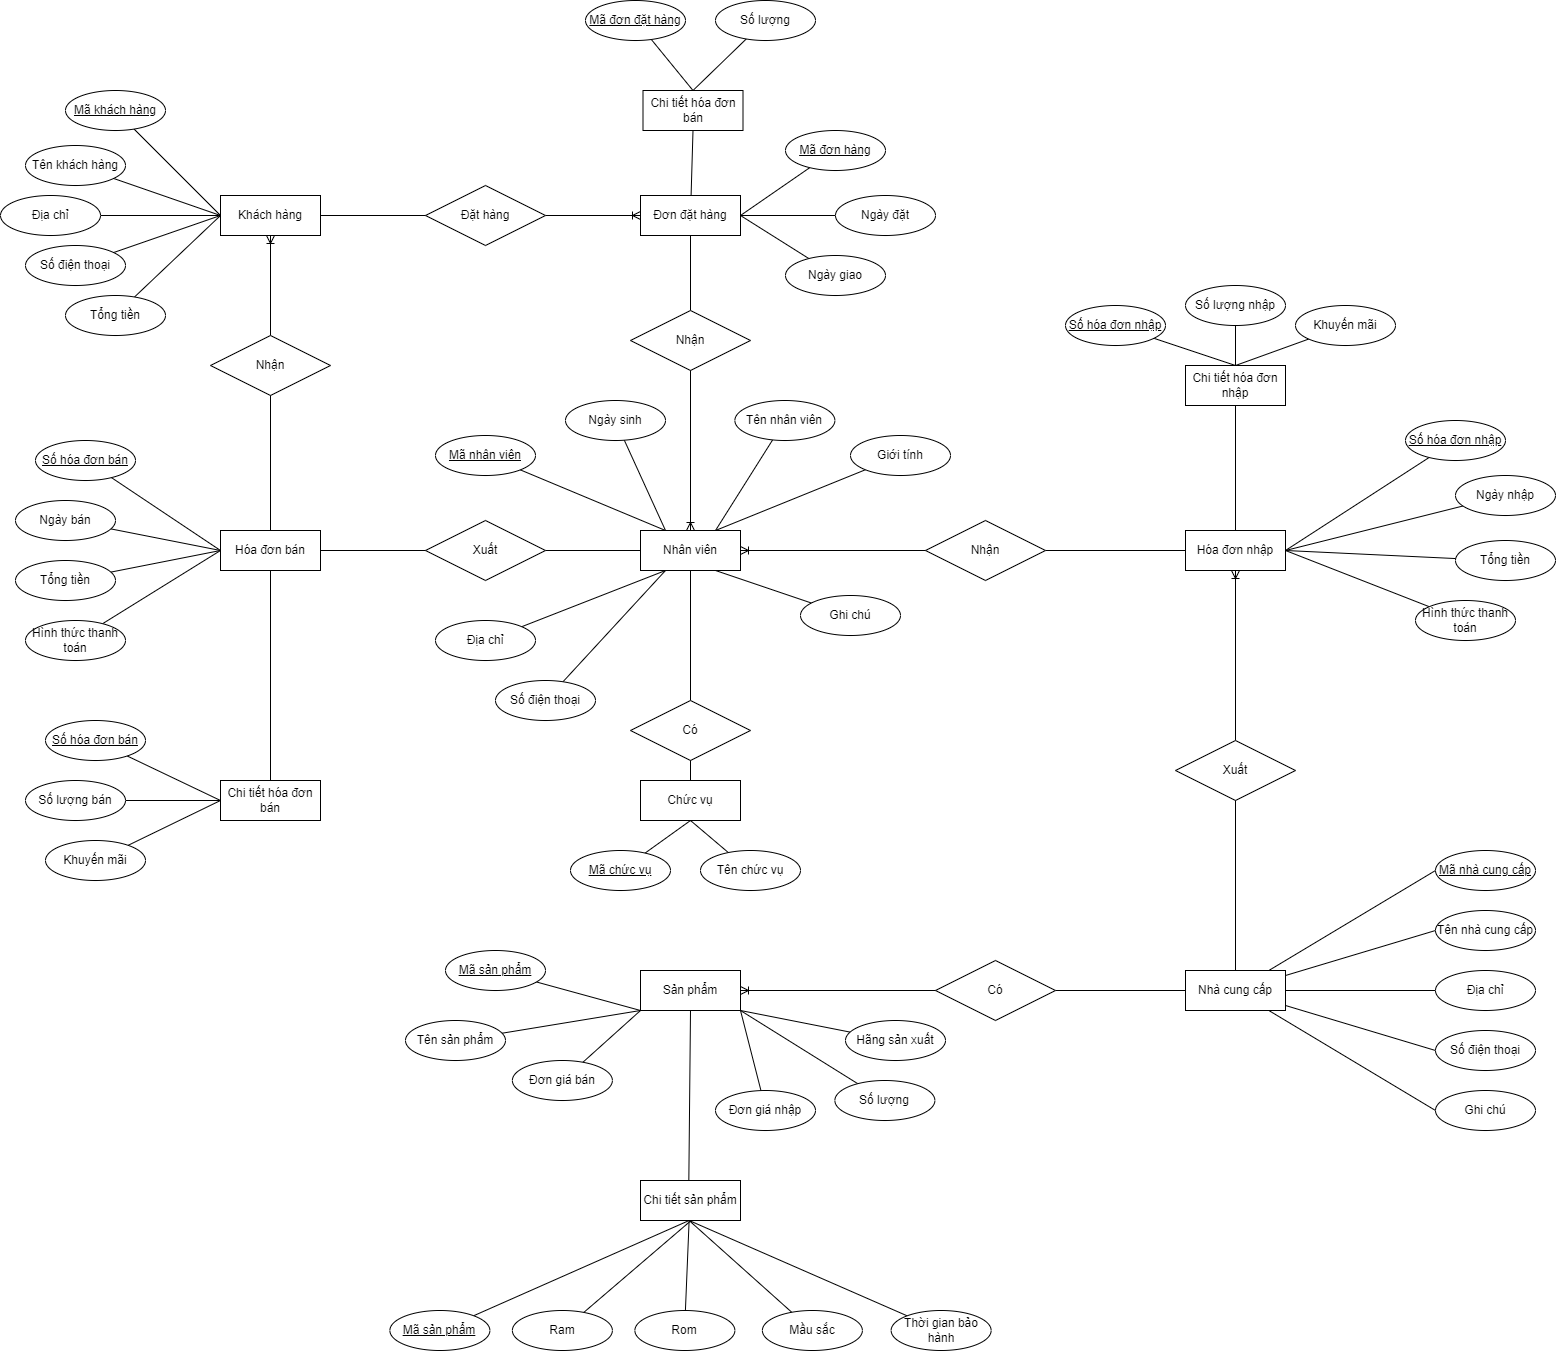 Mã đơn đặt hàng
Số lượng
Chi tiết hóa đơn
bán
Mã khách hàng
Tên khách hàng
Địa chỉ
Số điện thoại
Tổng tiền
Khách hàng
Đặt hàng
Đơn đặt hàng
Mã đơn hàng
Ngày đặt
Ngày giao
Nhận
Nhận
Số hóa đơn nhập
Số lượng nhập
Khuyến mãi
Chi tiết hóa đơn
nhập
Số hóa đơn bán
Ngày bán
Tổng tiền
Hình thức thanh
toán
Hóa đơn bán
Xuất
Mã nhân viên
Ngày sinh
Tên nhân viên
Giới tính
Nhân viên
Địa chỉ
Số điện thoại
Ghi chú
Nhận
Hóa đơn nhập
Số hóa đơn nhập
Ngày nhập
Tổng tiền
Hình thức thanh
toán
Số hóa đơn bán
Số lượng bán
Khuyến mãi
Chi tiết hóa đơn
bán
Có
Chức vụ
Mã chức vụ
Tên chức vụ
Xuất
Mã nhà cung cấp
Tên nhà cung cấp
Địa chỉ
Số điện thoại
Ghi chú
Nhà cung cấp
Có
Sản phẩm
Mã sản phẩm
Tên sản phẩm
Đơn giá bán
Hãng sản xuất
Số lượng
Đơn giá nhập
Chi tiết sản phẩm
Mã sản phẩm
Ram
Rom
Mầu sắc
Thời gian bảo
hành